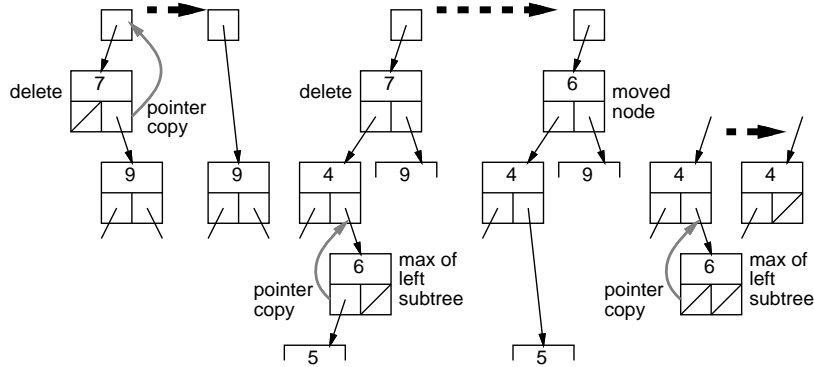 7
delete
pointer
copy
9
9
7
delete
4
9
6
max of
left
subtree
pointer
copy
5
6
moved
node
4
9
5
4
4
6
max of
left
subtree
pointer
copy